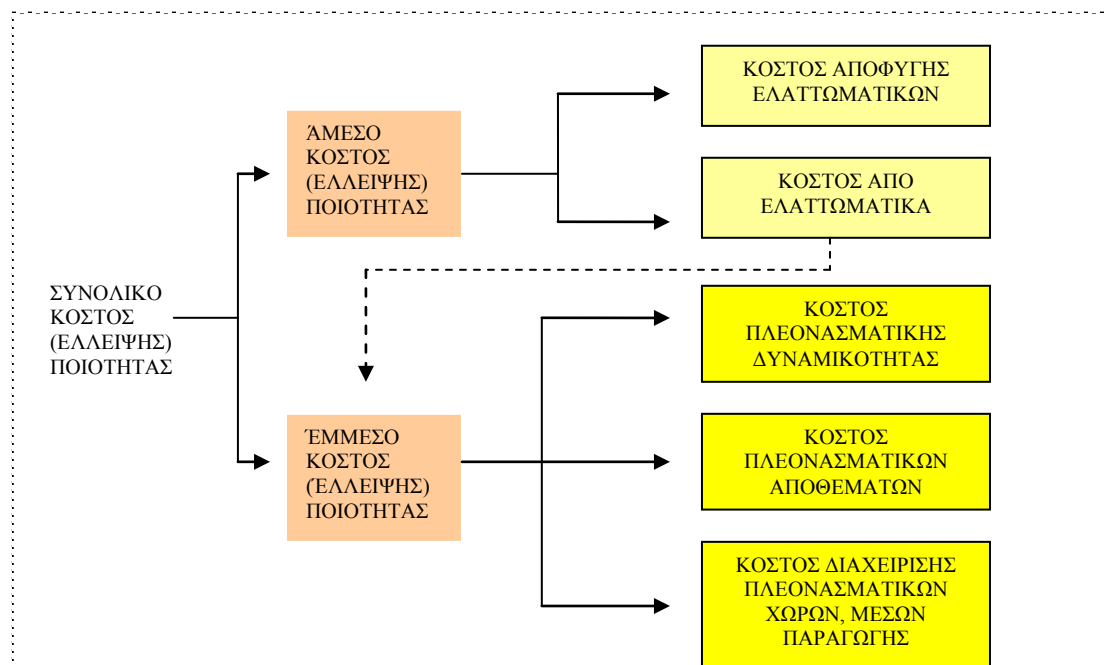 ΣΥΝΟΛΙΚΟ
ΚΟΣΤΟΣ
(ΕΛΛΕΙΨΗΣ)
ΠΟΙΟΤΗΤΑΣ
ΆΜΕΣΟ
ΚΟΣΤΟΣ
(ΕΛΛΕΙΨΗΣ)
ΠΟΙΟΤΗΤΑΣ
ΚΟΣΤΟΣ ΑΠΟΦΥΓΗΣ
ΕΛΑΤΤΩΜΑΤΙΚΩΝ
ΚΟΣΤΟΣ ΑΠΟ
ΕΛΑΤΤΩΜΑΤΙΚΑ
ΈΜΜΕΣΟ
ΚΟΣΤΟΣ
(ΈΛΛΕΙΨΗΣ)
ΠΟΙΟΤΗΤΑΣ
ΚΟΣΤΟΣ
ΠΛΕΟΝΑΣΜΑΤΙΚΗΣ
ΔΥΝΑΜΙΚΟΤΗΤΑΣ
ΚΟΣΤΟΣ
ΠΛΕΟΝΑΣΜΑΤΙΚΩΝ
ΑΠΟΘΕΜΑΤΩΝ
ΚΟΣΤΟΣ ΔΙΑΧΕΙΡΙΣΗΣ
ΠΛΕΟΝΑΣΜΑΤΙΚΩΝ
ΧΩΡΩΝ, ΜΕΣΩΝ
ΠΑΡΑΓΩΓΗΣ